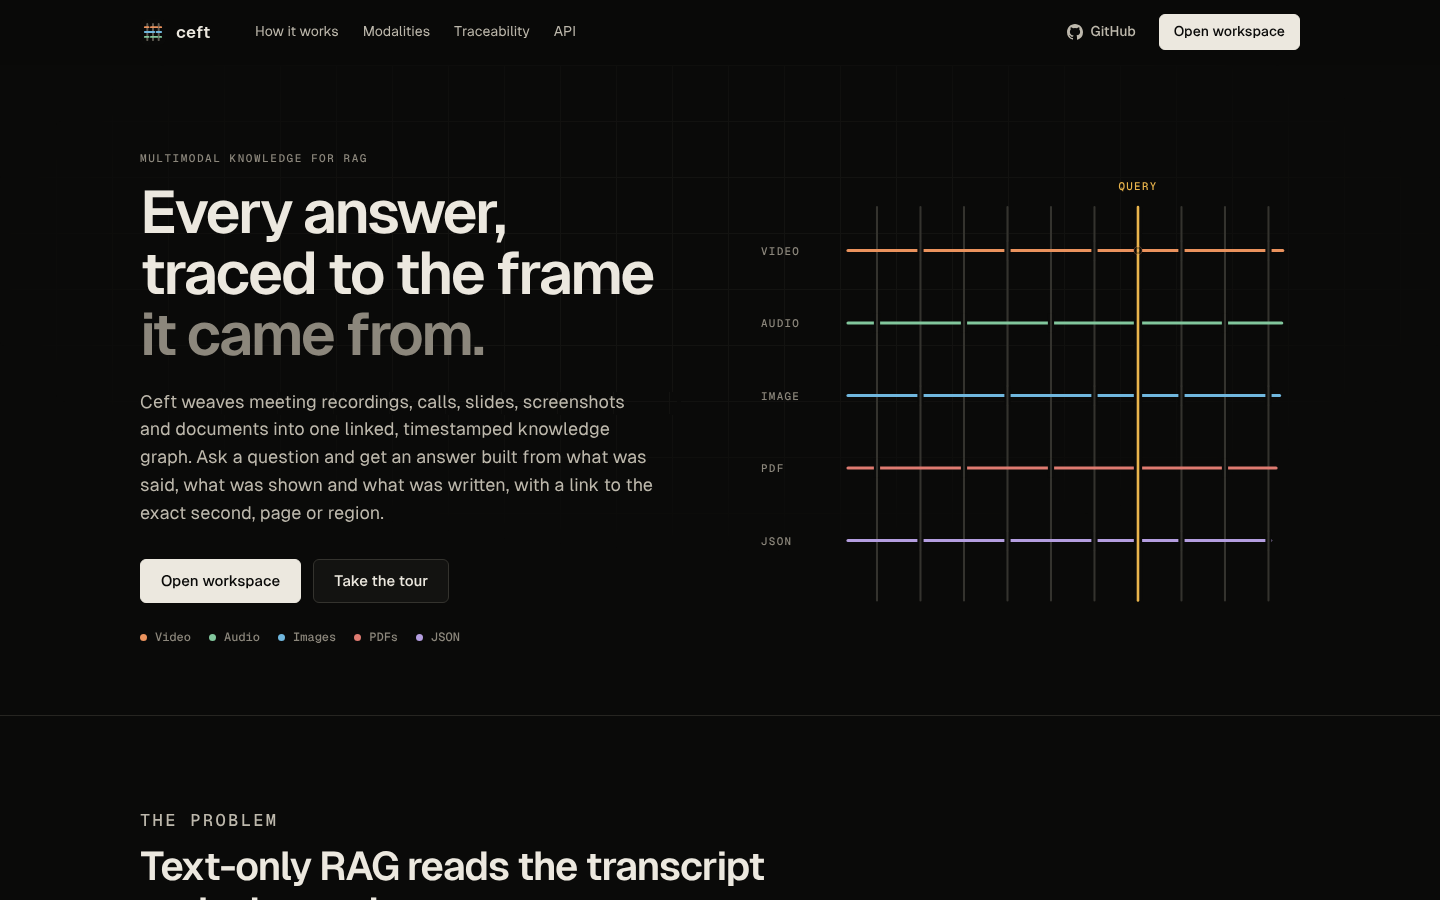 ceft
How it works
Modalities
Traceability
API
GitHub
Open workspace
MULTIMODAL KNOWLEDGE FOR RAG
Every answer,
traced to the frame
it came from.
Ceft weaves meeting recordings, calls, slides, screenshots
and documents into one linked, timestamped knowledge
graph. Ask a question and get an answer built from what was
said, what was shown and what was written, with a link to the
exact second, page or region.
Open workspace
Take the tour
Video
Audio
Images
PDFs
JSON
QUERY
VIDEO
AUDIO
IMAGE
PDF
JSON
THE PROBLEM
Text-only RAG reads the transcript